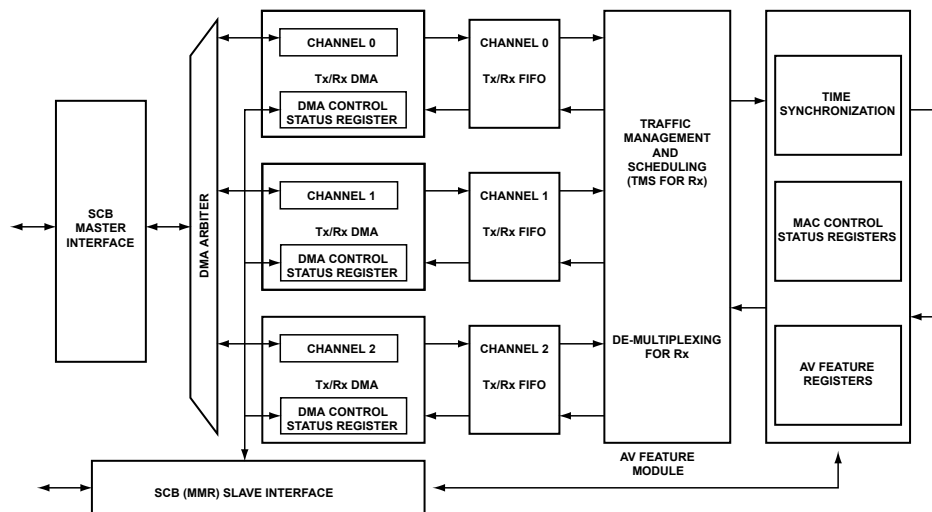 SCB
MASTER
INTERFACE
DMA ARBITER
CHANNEL 0
Tx/Rx DMA
DMA CONTROL
STATUS REGISTER
CHANNEL 0
Tx/Rx FIFO
CHANNEL 1
Tx/Rx DMA
DMA CONTROL
STATUS REGISTER
CHANNEL 1
Tx/Rx FIFO
CHANNEL 2
Tx/Rx DMA
DMA CONTROL
STATUS REGISTER
CHANNEL 2
Tx/Rx FIFO
TRAFFIC
MANAGEMENT
AND
SCHEDULING
(TMS FOR Rx)
DE-MULTIPLEXING
FOR Rx
AV FEATURE
MODULE
TIME
SYNCHRONIZATION
MAC CONTROL
STATUS REGISTERS
AV FEATURE
REGISTERS
SCB (MMR) SLAVE INTERFACE